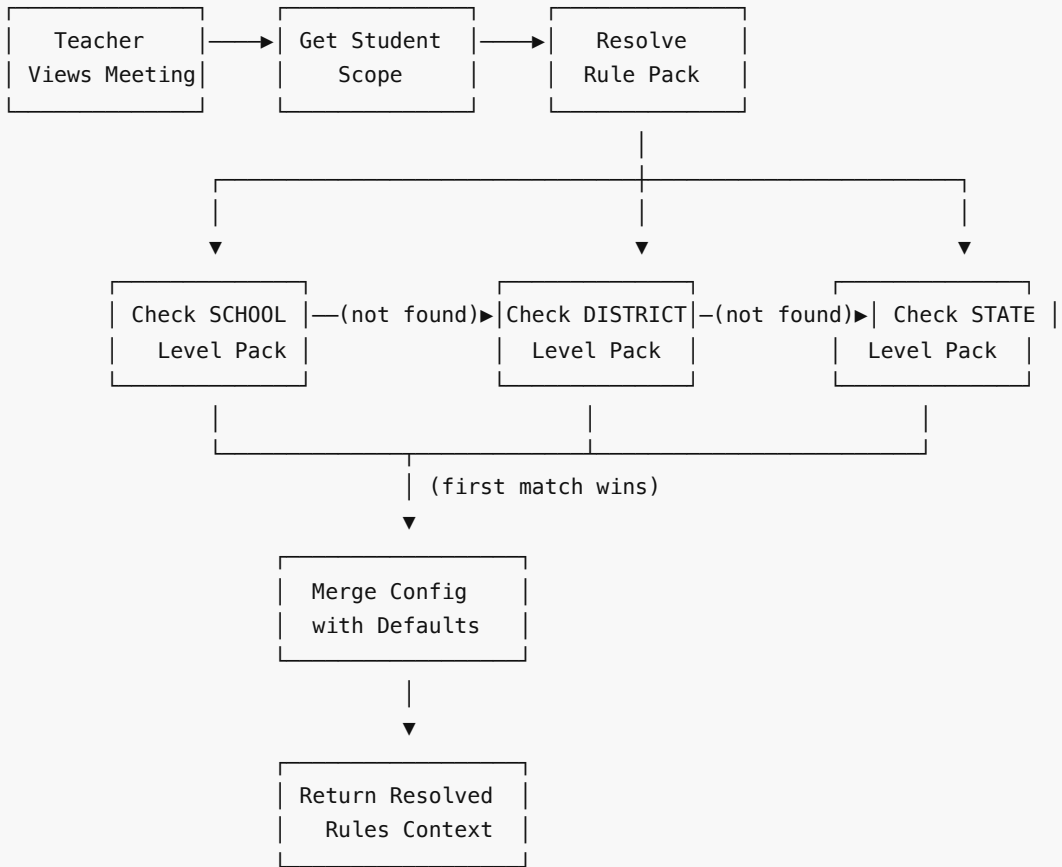 Teacher
Views Meeting
Get Student
Scope
Resolve
Rule Pack
Check SCHOOL
Level Pack
(not found)
Check DISTRICT
Level Pack
(not found)
Check STATE
Level Pack
(first match wins)
Merge Config
with Defaults
Return Resolved
Rules Context